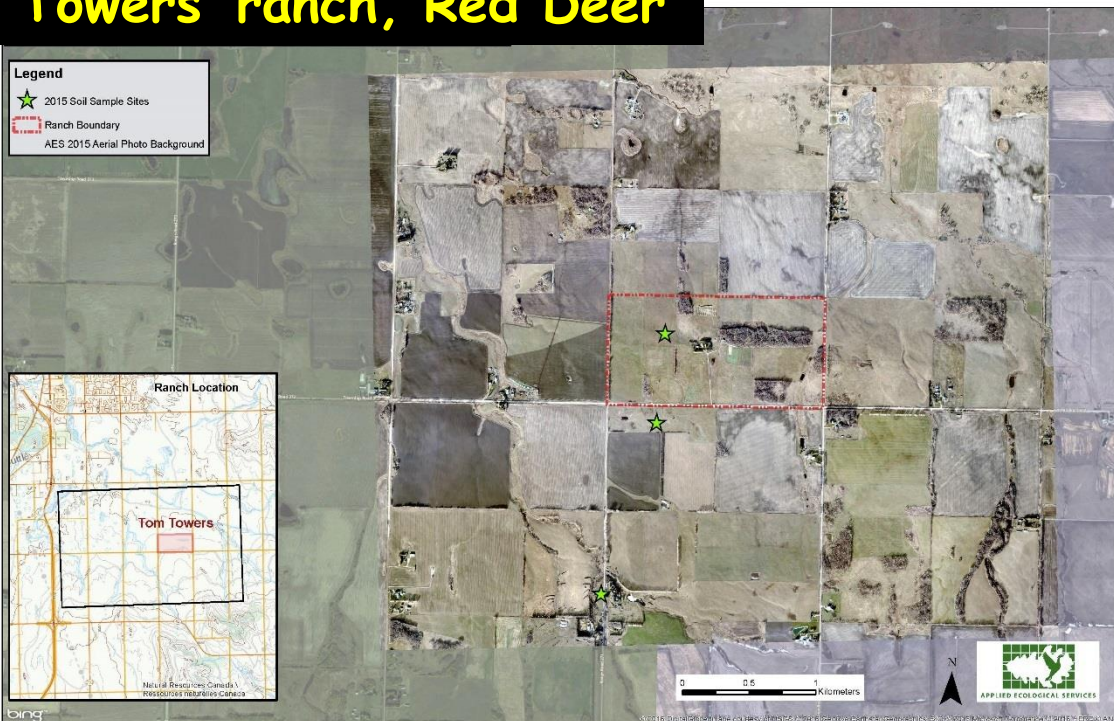 Towers' ranch, Red Deer
Legend
2015 Soil Sample Sites
Ranch Boundary
AES 2015 Aerial Photo Background
Ranch Location
Tom Towers
Natural Resources Canada \
Ressources naturelles Canada
bing
0 0.5 1
Kilometers
N
APPLIED ECOLOGICAL SERVICES